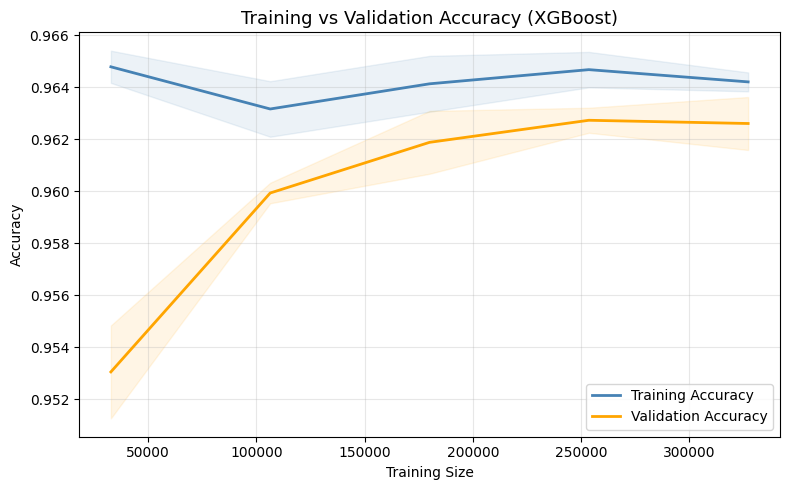 Training vs Validation Accuracy (XGBoost)
0.966
0.964
0.962
0.960
0.958
0.956
0.954
0.952
Accuracy
50000 100000 150000 200000 250000 300000
Training Size
Training Accuracy
Validation Accuracy